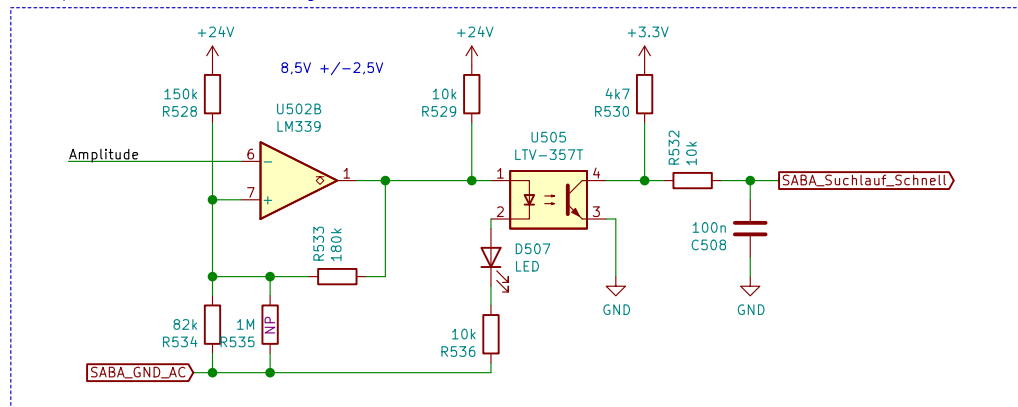 +24V
+24V
+3.3V
8,5V +/-2,5V
150k
R528
10k
R529
4k7
R530
U502B
LM339
U505
LTV-357T
R532
10k
Amplitude
6
7
1
1
2
4
3
SABA_Suchlauf_Schnell
R533
180k
D507
LED
100n
C508
GND
GND
82k
R534
1M
R535
NP
10k
R536
SABA_GND_AC